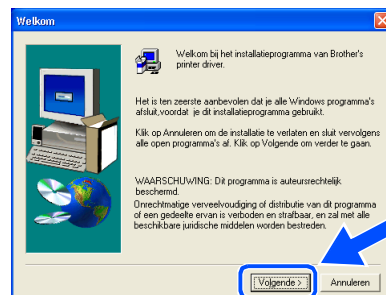 Welkom
Welkom bij het installatieprogramma van Brother's
printer driver.
Het is ten zeerste aanbevolen dat je alle Windows programma's
afsluit,voordat je dit installatieprogramma gebruikt.
Klik op Annuleren om de installatie te verlaten en sluit vervolgens
alle open programma's af. Klik op Volgende om verder te gaan.
WAARSCHUWING: Dit programma is auteursrechtelijk
beschermd.
Onrechtmatige verveelvoudiging of distributie van dit programma
of een gedeelte ervan is verboden en strafbaar, en zal met alle
beschikbare juridische middelen worden bestreden.
Volgende >
Annuleren